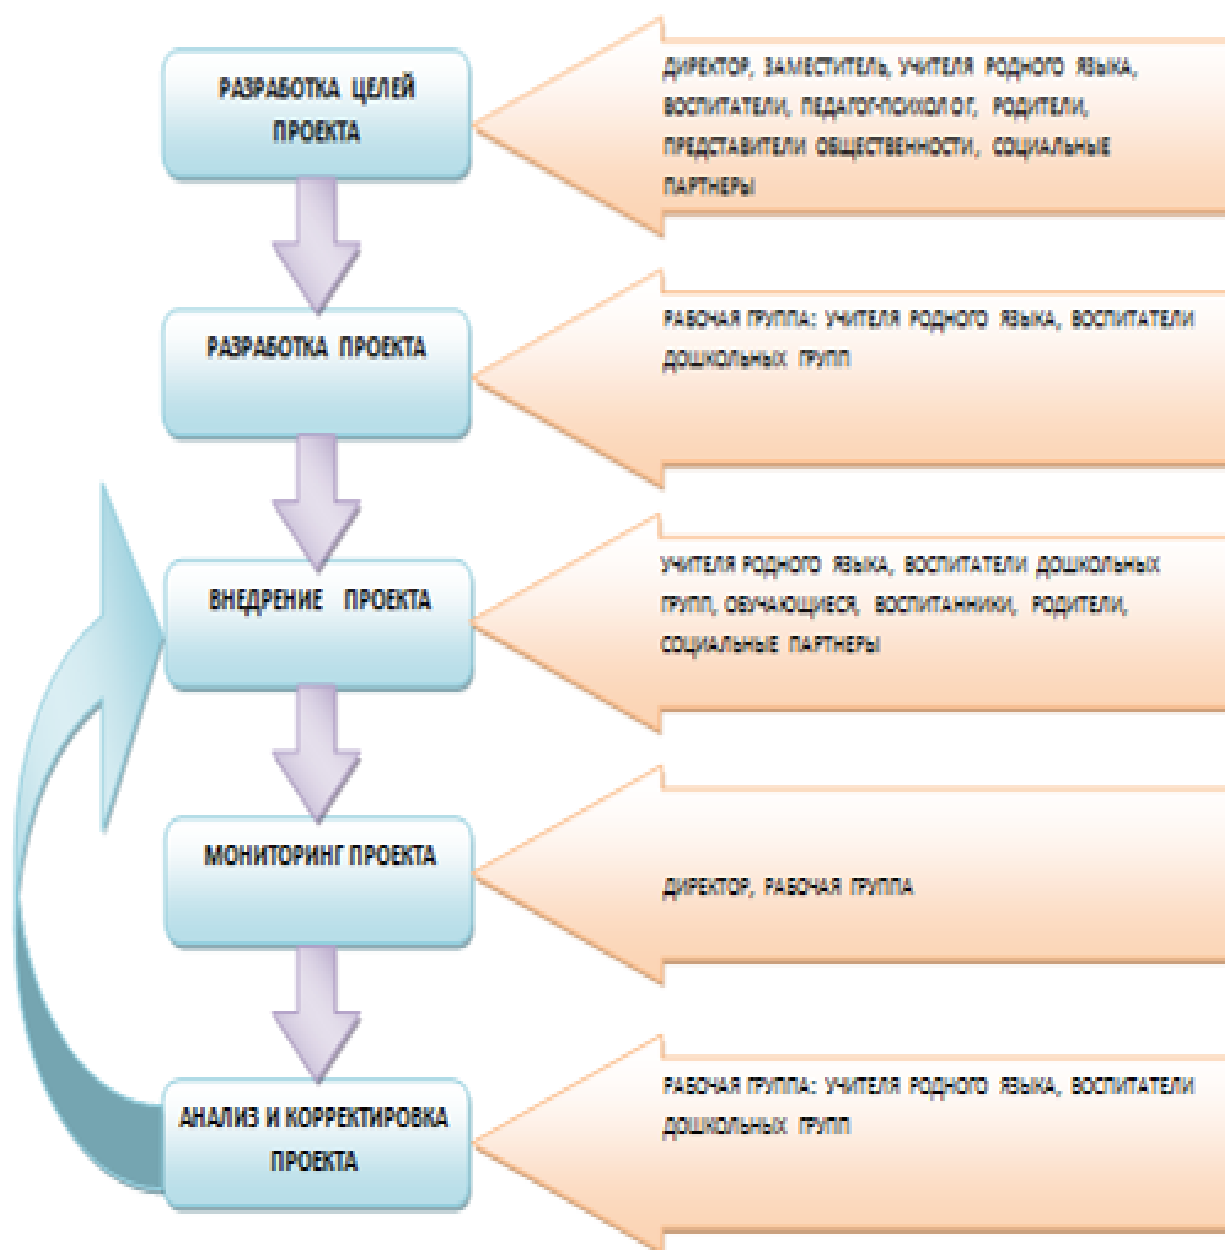 РАЗРАБОТКА ЦЕЛЕЙ
ПРОЕКТА
ДИРЕКТОР, ЗАМЕСТИТЕЛЬ, УЧИТЕЛЯ РОДНОГО ЯЗЫКА,
ВОСПИТАТЕЛИ, ПЕДАГОГ-ПСИХОЛОГ, РОДИТЕЛИ,
ПРЕДСТАВИТЕЛИ ОБЩЕСТВЕННОСТИ, СОЦИАЛЬНЫЕ
ПАРТНЕРЫ
РАЗРАБОТКА ПРОЕКТА
РАБОЧАЯ ГРУППА: УЧИТЕЛЯ РОДНОГО ЯЗЫКА, ВОСПИТАТЕЛИ
ДОШКОЛЬНЫХ ГРУПП
ВНЕДРЕНИЕ ПРОЕКТА
УЧИТЕЛЯ РОДНОГО ЯЗЫКА, ВОСПИТАТЕЛИ ДОШКОЛЬНЫХ
ГРУПП, ОБУЧАЮЩИЕСЯ, ВОСПИТАННИКИ, РОДИТЕЛИ,
СОЦИАЛЬНЫЕ ПАРТНЕРЫ
МОНИТОРИНГ ПРОЕКТА
ДИРЕКТОР, РАБОЧАЯ ГРУППА
АНАЛИЗ И КОРРЕКТИРОВКА
ПРОЕКТА
РАБОЧАЯ ГРУППА: УЧИТЕЛЯ РОДНОГО ЯЗЫКА, ВОСПИТАТЕЛИ
ДОШКОЛЬНЫХ ГРУПП